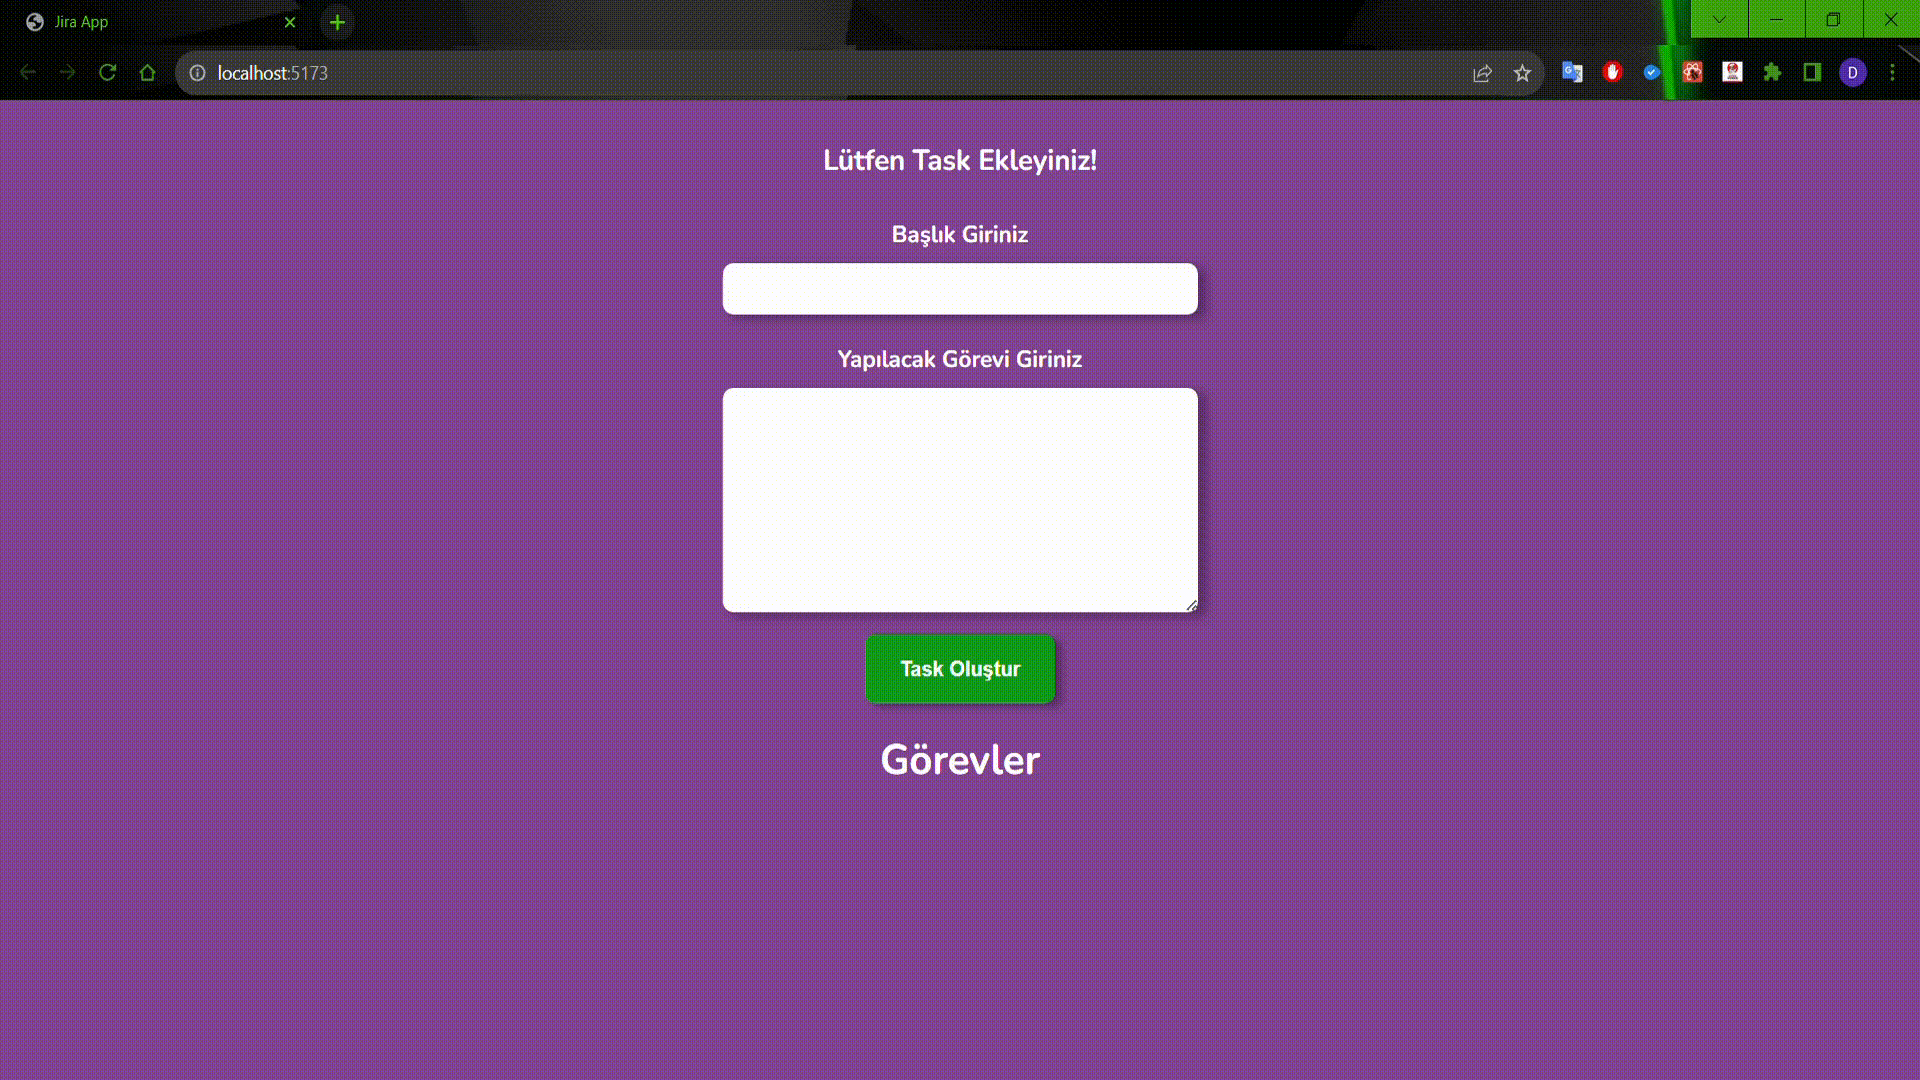 Jira App
localhost:5173
D
Lütfen Task Ekleyiniz!
Başlık Giriniz
Yapılacak Görevi Giriniz
Task Oluştur
Görevler